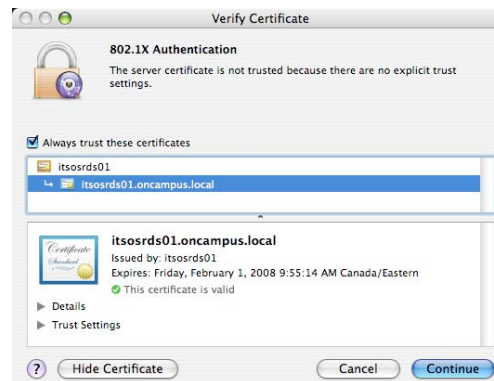 Verify Certificate
802.1X Authentication
The server certificate is not trusted because there are no explicit trust
settings.
Always trust these certificates
itsosrds01
itsosrds01.oncampus.local
Certificate
Standard
itsosrds01.oncampus.local
Issued by: itsosrds01
Expires: Friday, February 1, 2008 9:55:14 AM Canada/Eastern
This certificate is valid
Details
Trust Settings
?
Hide Certificate
Cancel
Continue